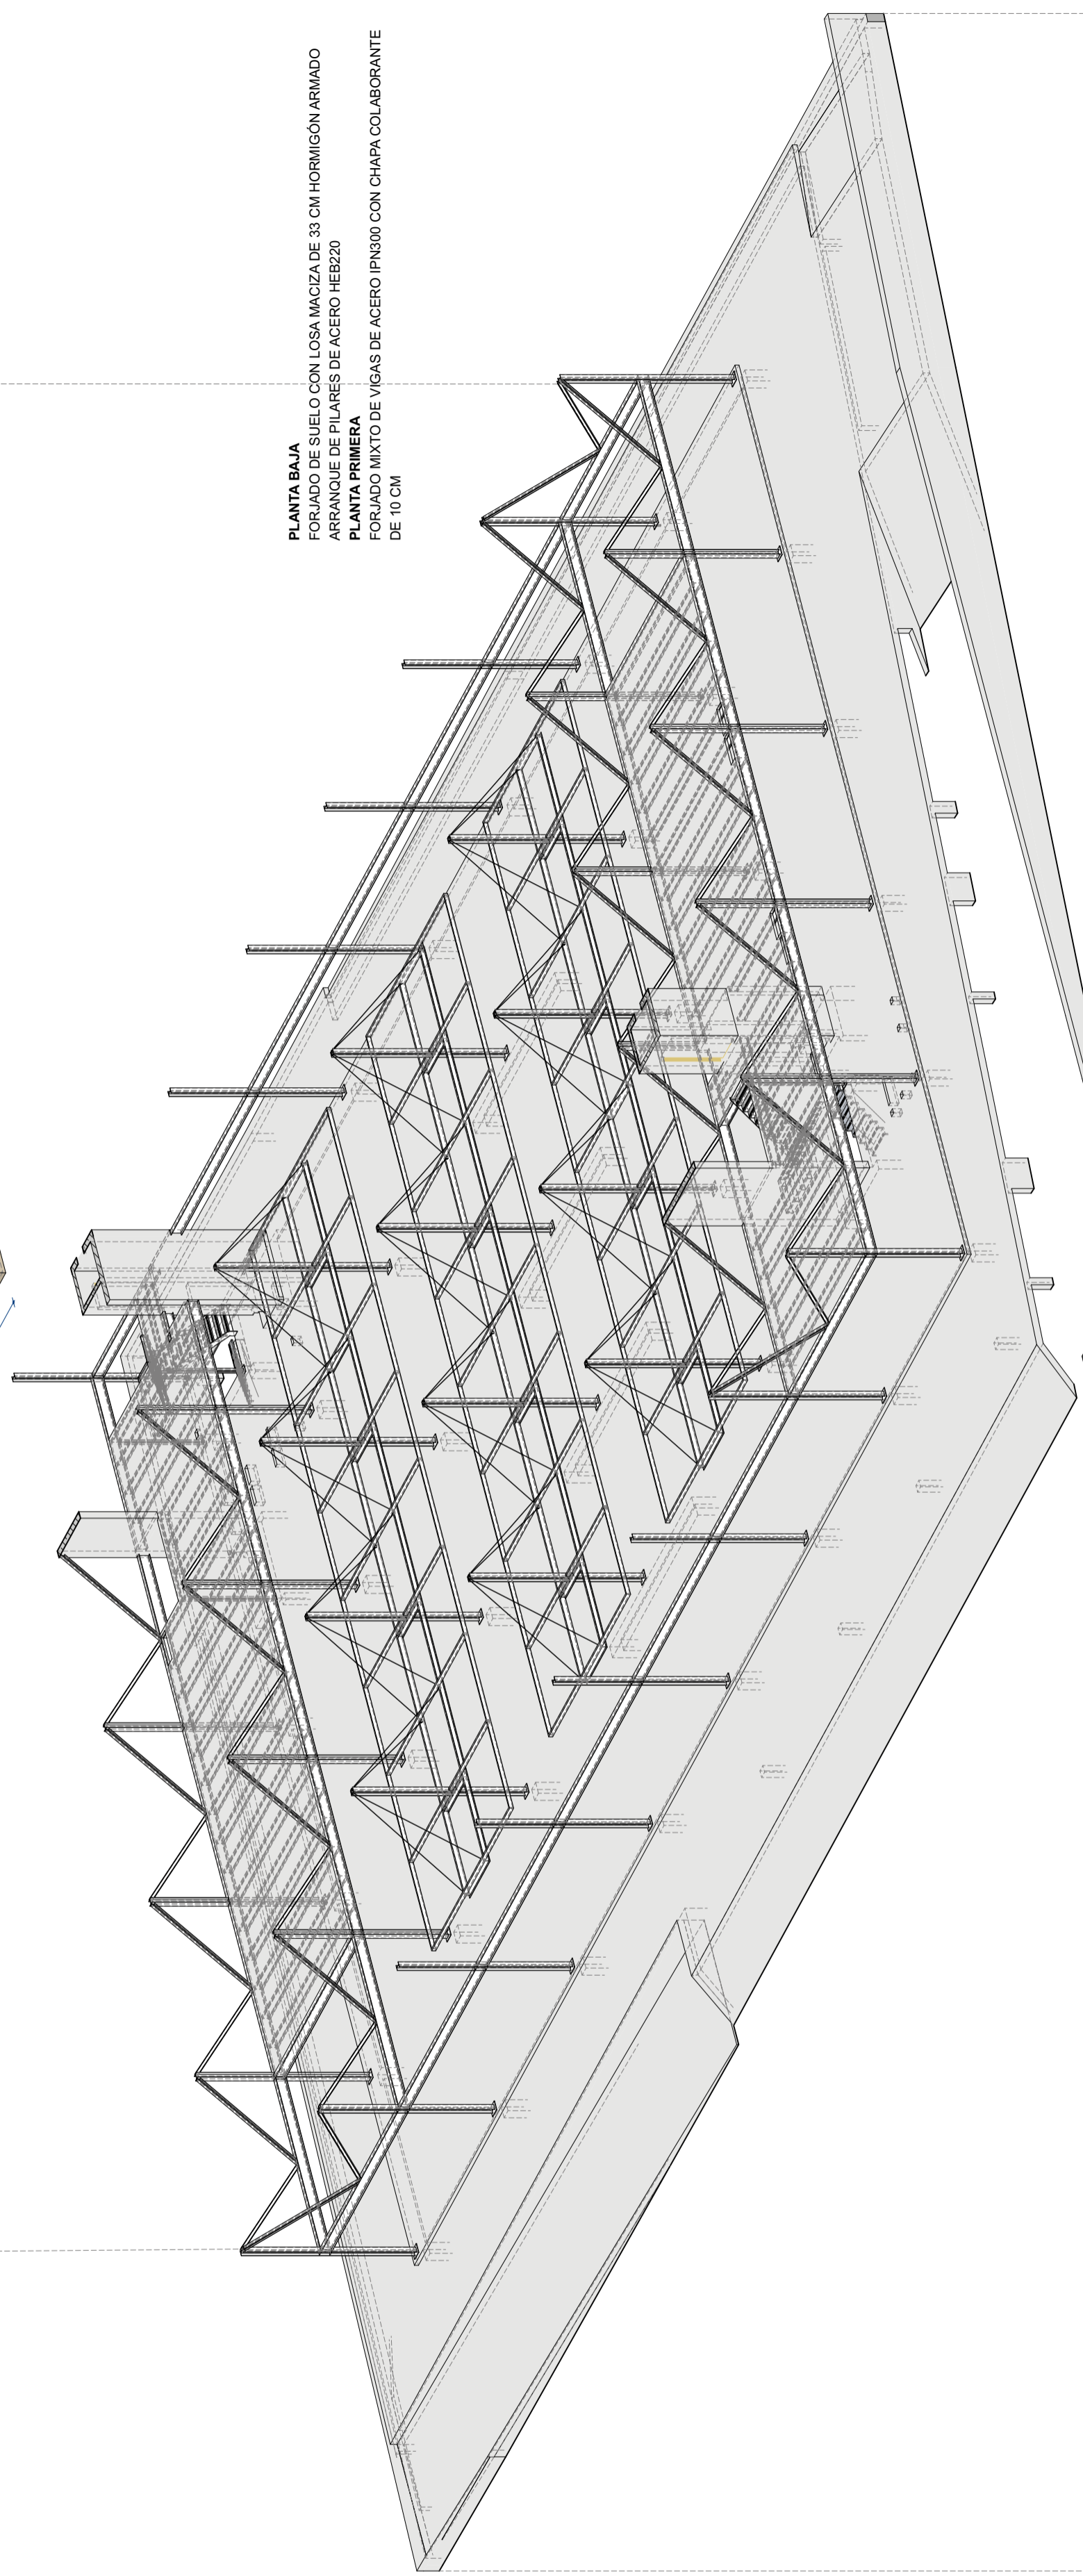 PLANTA BAJA
FORJADO DE SUELO CON LOSA MACIZA DE 33 CM HORMIGÓN ARMADO
ARRANQUE DE PILARES DE ACERO HEB220
PLANTA PRIMERA
FORJADO MIXTO DE VIGAS DE ACERO IPN300 CON CHAPA COLABORANTE
DE 10 CM